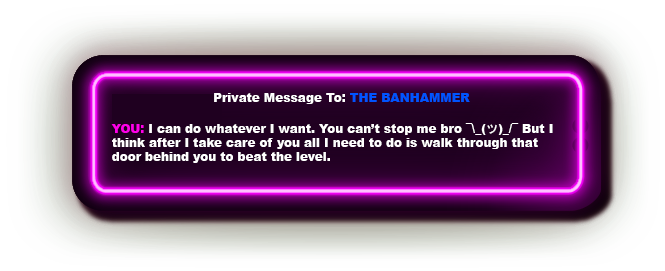 Private Message To: THE BANHAMMER
YOU: I can do whatever I want. You can’t stop me bro ¯\_(ツ)_/¯ But I
think after I take care of you all I need to do is walk through that
door behind you to beat the level.